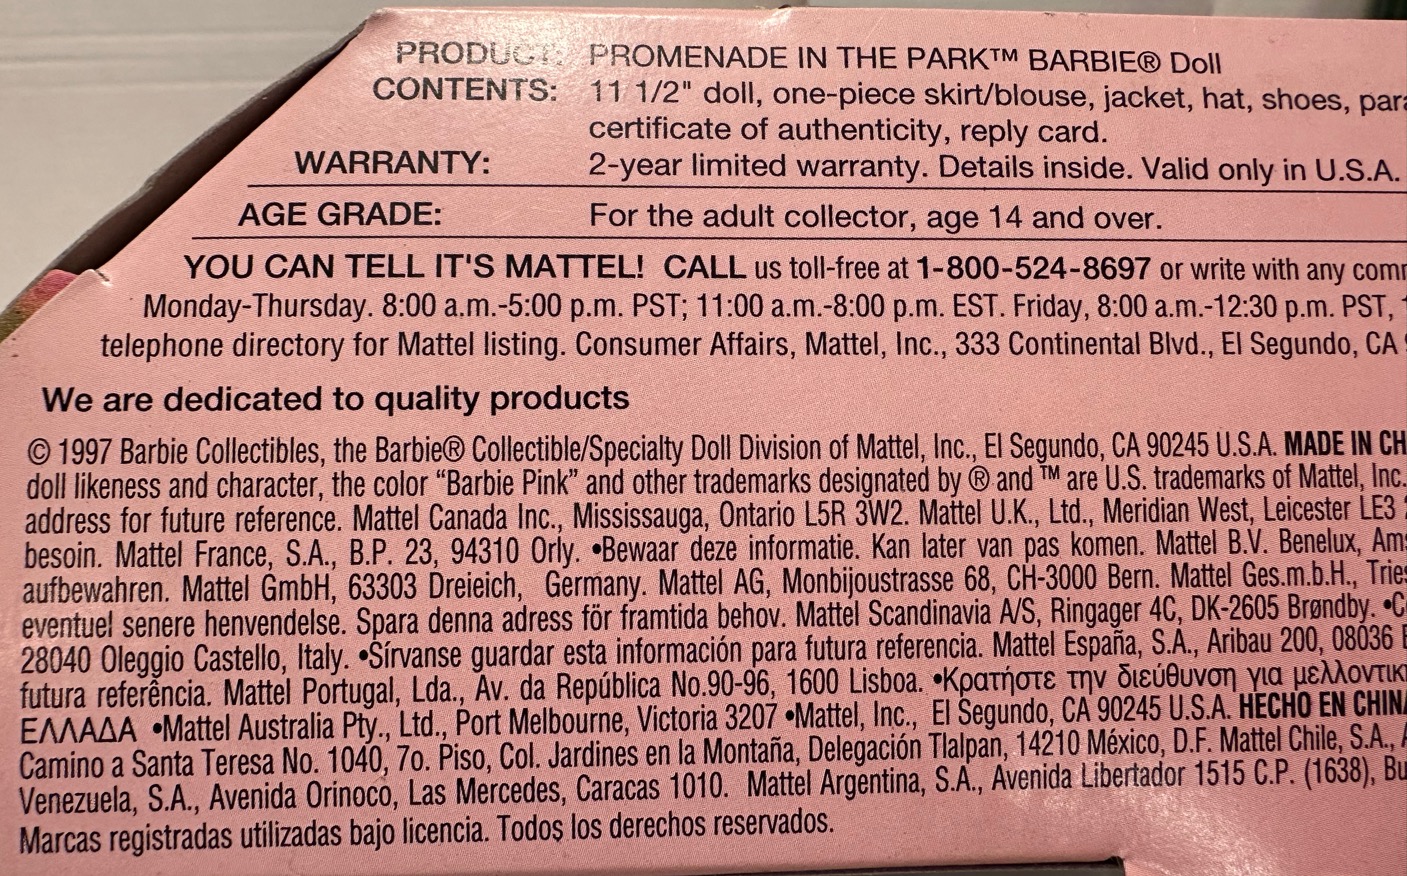 PRODUCT: PROMENADE IN THE PARK™ BARBIE® Doll
CONTENTS: 11 1/2" doll, one-piece skirt/blouse, jacket, hat, shoes,
certificate of authenticity, reply card.
WARRANTY: 2-year limited warranty. Details inside. Valid only in U.S.A.
AGE GRADE: For the adult collector, age 14 and over.
YOU CAN TELL IT'S MATTEL! CALL us toll-free at 1-800-524-8697 or write with any
Monday-Thursday. 8:00 a.m.-5:00 p.m. PST; 11:00 a.m.-8:00 p.m. EST. Friday, 8:00 a.m.-12:30 p.m. PST,
telephone directory for Mattel listing. Consumer Affairs, Mattel, Inc., 333 Continental Blvd., El Segundo, CA
We are dedicated to quality products
© 1997 Barbie Collectibles, the Barbie® Collectible/Specialty Doll Division of Mattel, Inc., El Segundo, CA 90245 U.S.A. MADE IN
doll likeness and character, the color “Barbie Pink” and other trademarks designated by ® and ™ are U.S. trademarks of Mattel, Inc.
address for future reference. Mattel Canada Inc., Mississauga, Ontario L5R 3W2. Mattel U.K., Ltd., Meridian West, Leicester LE3
besoin. Mattel France, S.A., B.P. 23, 94310 Orly. •Bewaar deze informatie. Kan later van pas komen. Mattel B.V. Benelux,
aufbewahren. Mattel GmbH, 63303 Dreieich, Germany. Mattel AG, Monbijoustrasse 68, CH-3000 Bern. Mattel Ges.m.b.H.,
eventuel senere henvendelse. Spara denna adress för framtida behov. Mattel Scandinavia A/S, Ringager 4C, DK-2605 Brøndby.
28040 Oleggio Castello, Italy. •Sírvanse guardar esta información para futura referencia. Mattel España, S.A., Aribau 200, 08036
futura referência. Mattel Portugal, Lda., Av. da República No.90-96, 1600 Lisboa. •Κρατήστε την διεύθυνση για
ΕΛΛΑΔΑ •Mattel Australia Pty., Ltd., Port Melbourne, Victoria 3207 •Mattel, Inc., El Segundo, CA 90245 U.S.A. HECHO EN CHINA
Camino a Santa Teresa No. 1040, 7o. Piso, Col. Jardines en la Montaña, Delegación Tlalpan, 14210 México, D.F. Mattel Chile, S.A.,
Venezuela, S.A., Avenida Orinoco, Las Mercedes, Caracas 1010. Mattel Argentina, S.A., Avenida Libertador 1515 C.P. (1638),
Marcas registradas utilizadas bajo licencia. Todos los derechos reservados.